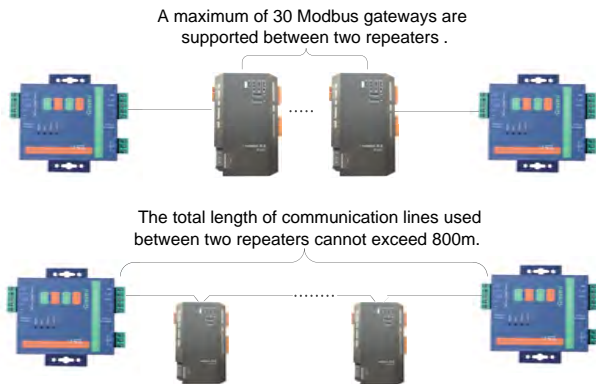 A maximum of 30 Modbus gateways are
supported between two repeaters .
The total length of communication lines used
between two repeaters cannot exceed 800m.